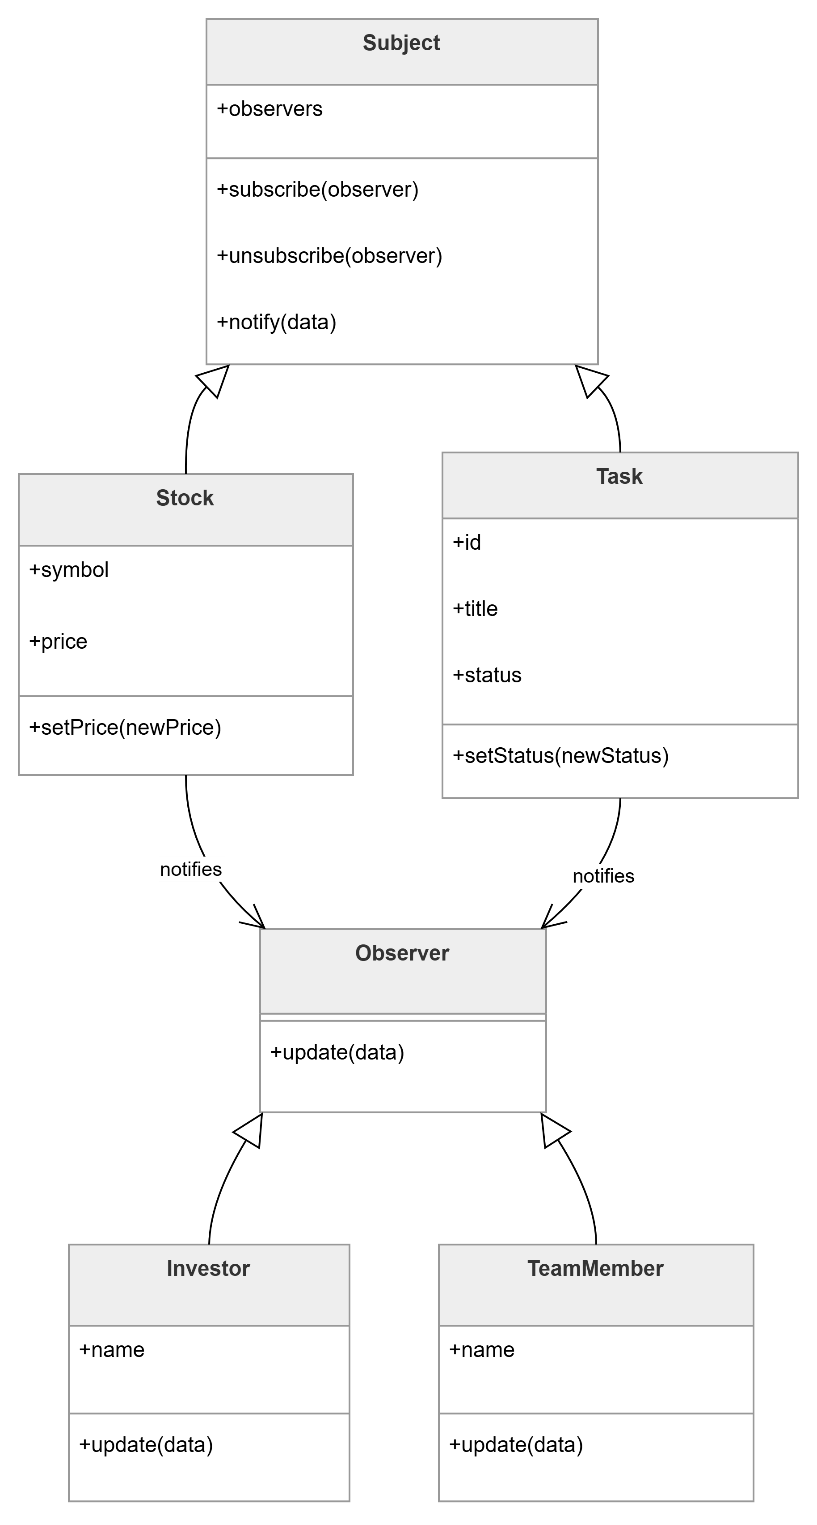 Subject
+observers
+subscribe(observer)
+unsubscribe(observer)
+notify(data)
Stock
+symbol
+price
+setPrice(newPrice)
Task
+id
+title
+status
+setStatus(newStatus)
notifies
notifies
Observer
+update(data)
Investor
+name
+update(data)
TeamMember
+name
+update(data)